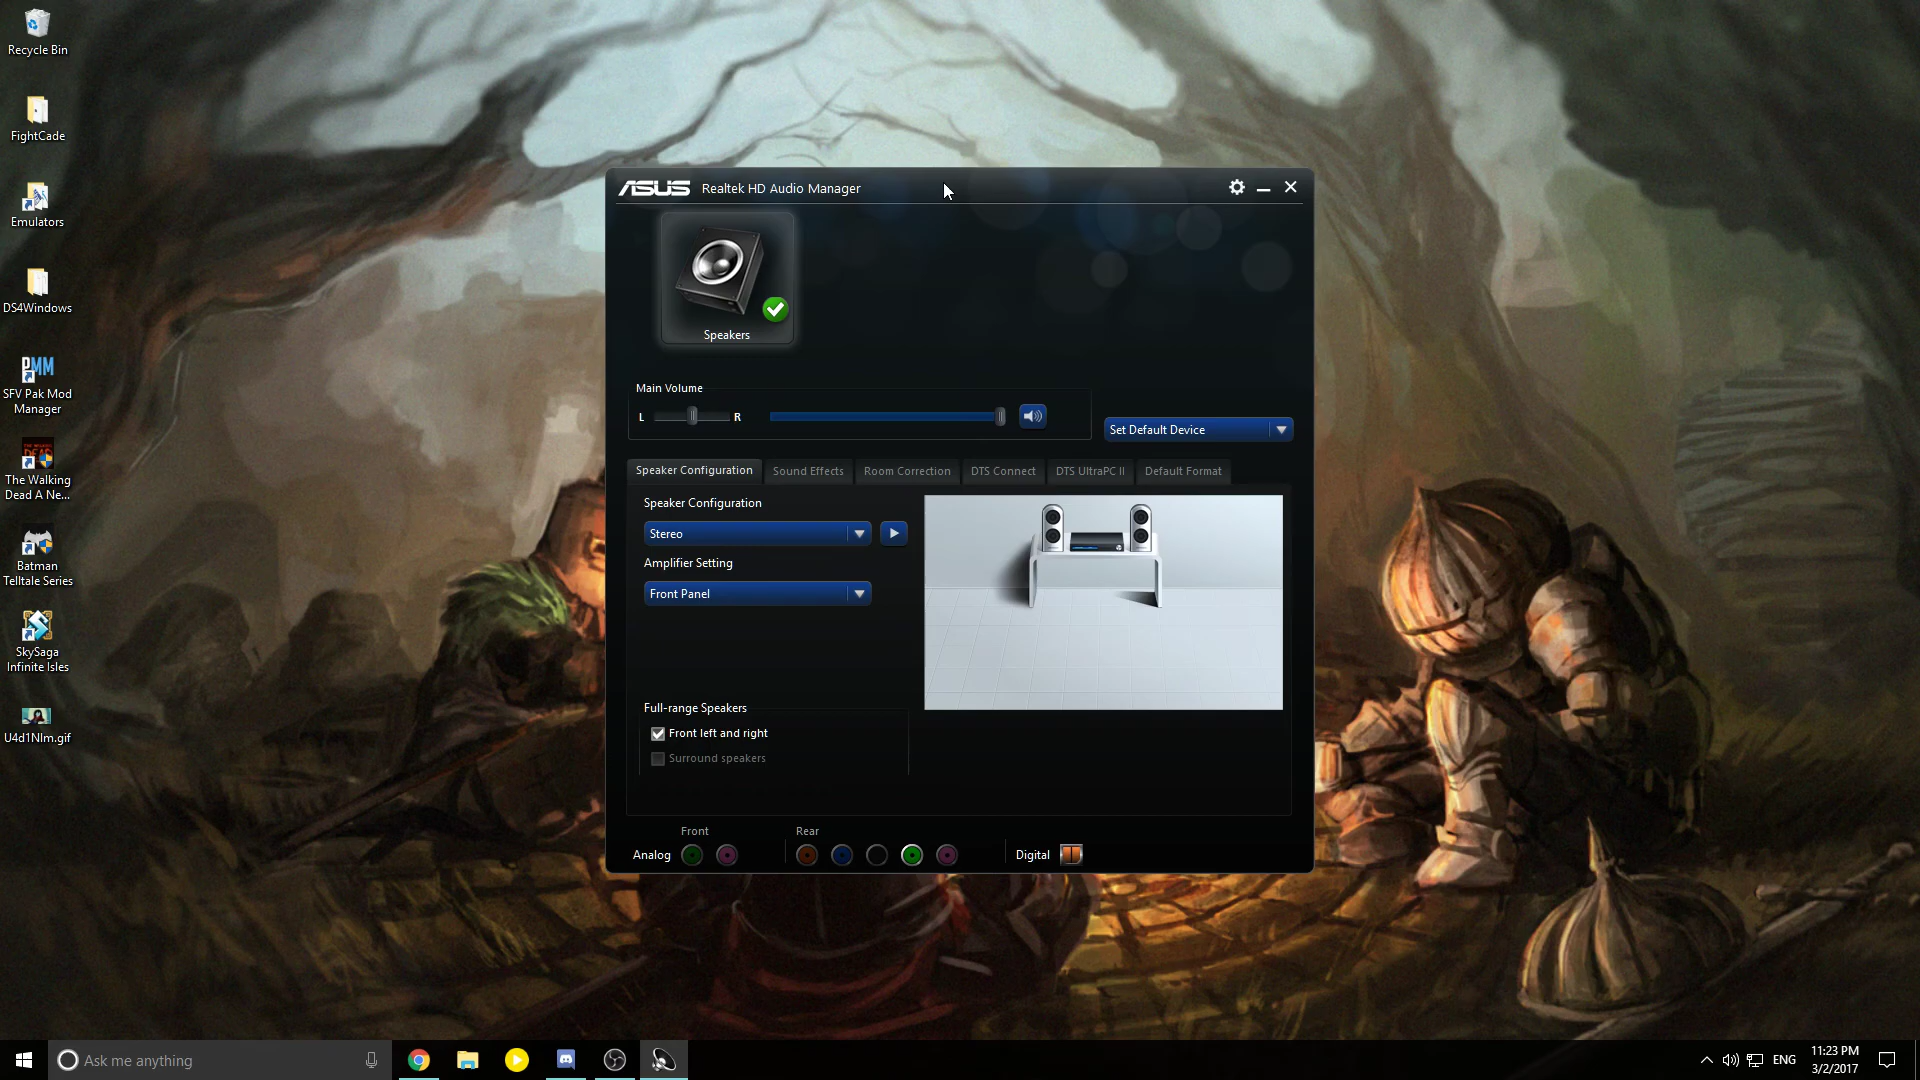 Recycle Bin
FightCade
Emulators
DS4Windows
SFV Pak Mod
Manager
The Walking
Dead A Ne...
Batman
Telltale Series
SkySaga
Infinite Isles
U4d1Nlm.gif
ASUS Realtek HD Audio Manager
Speakers
Main Volume
L R
Set Default Device
Speaker Configuration Sound Effects Room Correction DTS Connect DTS UltraPC II Default Format
Speaker Configuration
Stereo
Amplifier Setting
Front Panel
Full-range Speakers
Front left and right
Surround speakers
Front Rear
Analog Digital
Ask me anything
ENG
11:23 PM
3/2/2017